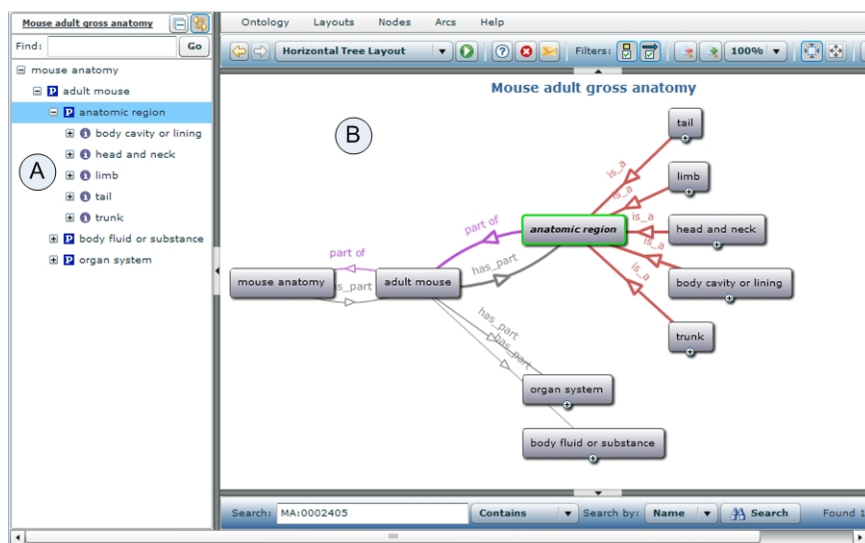 Mouse adult gross anatomy
Find: Go
mouse anatomy
P adult mouse
P anatomic region
i body cavity or lining
i head and neck
i limb
i tail
i trunk
P body fluid or substance
P organ system
A
Ontology Layouts Nodes Arcs Help
Horizontal Tree Layout Filters: 100%
Mouse adult gross anatomy
B
tail
is_a
limb
is_a
part of
anatomic region
is_a
head and neck
is_a
part of
has_part
mouse anatomy
adult mouse
body cavity or lining
is_a
is_part
has_part
has_part
trunk
organ system
body fluid or substance
Search: MA:0002405 Contains Search by: Name Search Found 1